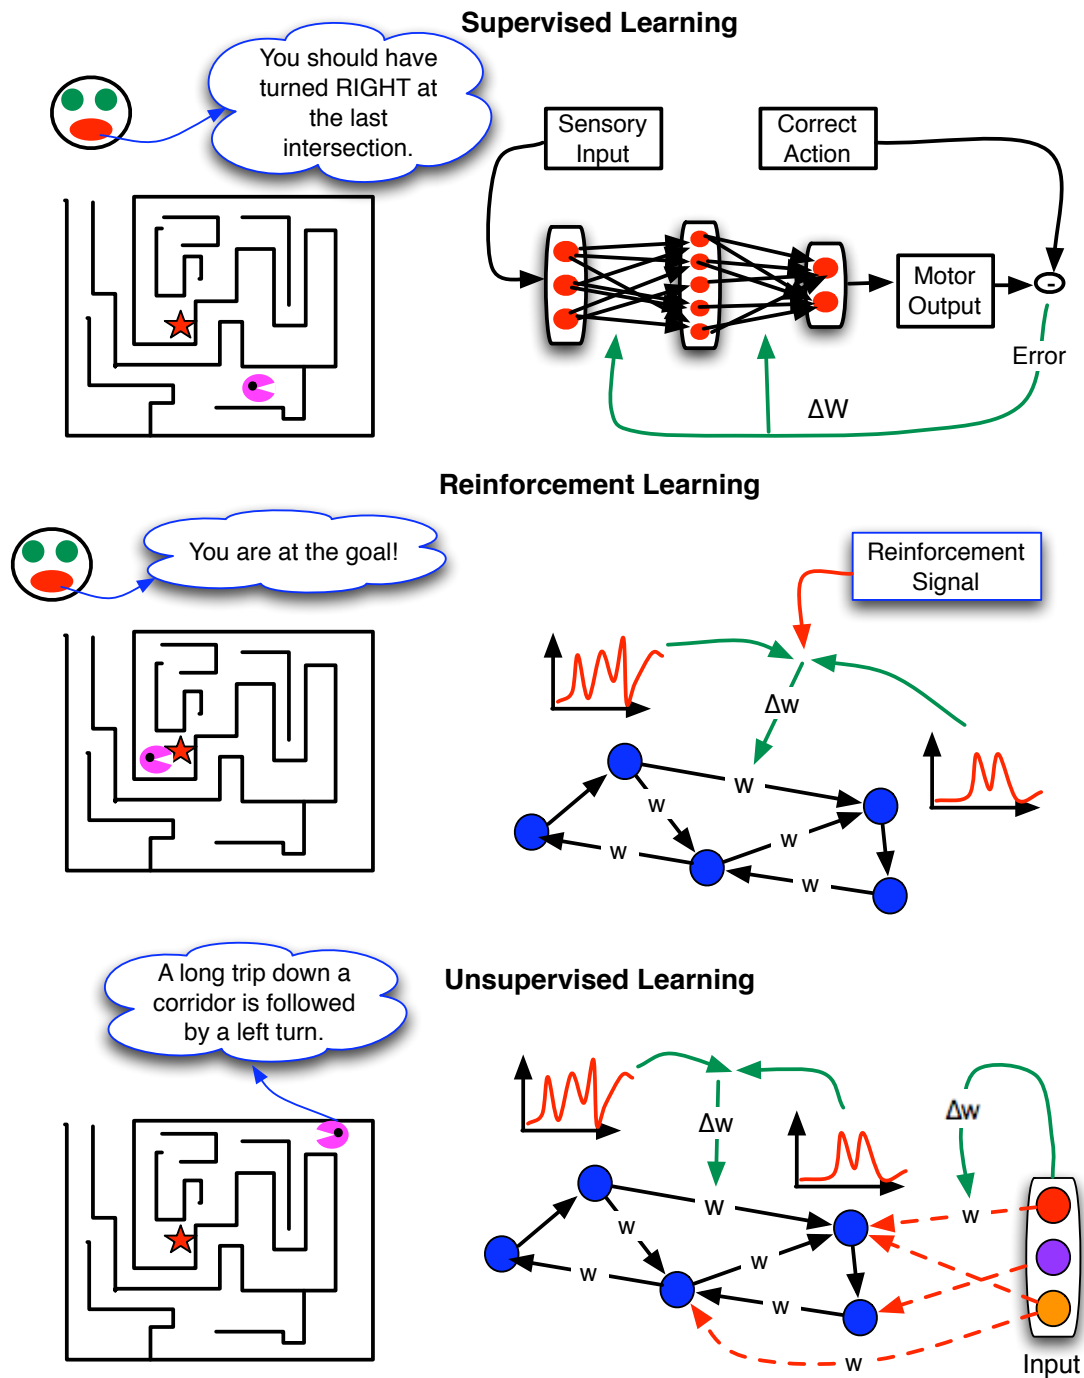 Supervised Learning
You should have
turned RIGHT at
the last
intersection.
Sensory
Input
Correct
Action
Motor
Output
-
Error
ΔW
Reinforcement Learning
You are at the goal!
Reinforcement
Signal
Δw
w
w
w
w
w
Unsupervised Learning
A long trip down a
corridor is followed
by a left turn.
Δw
Δw
w
w
w
w
w
w
w
Input